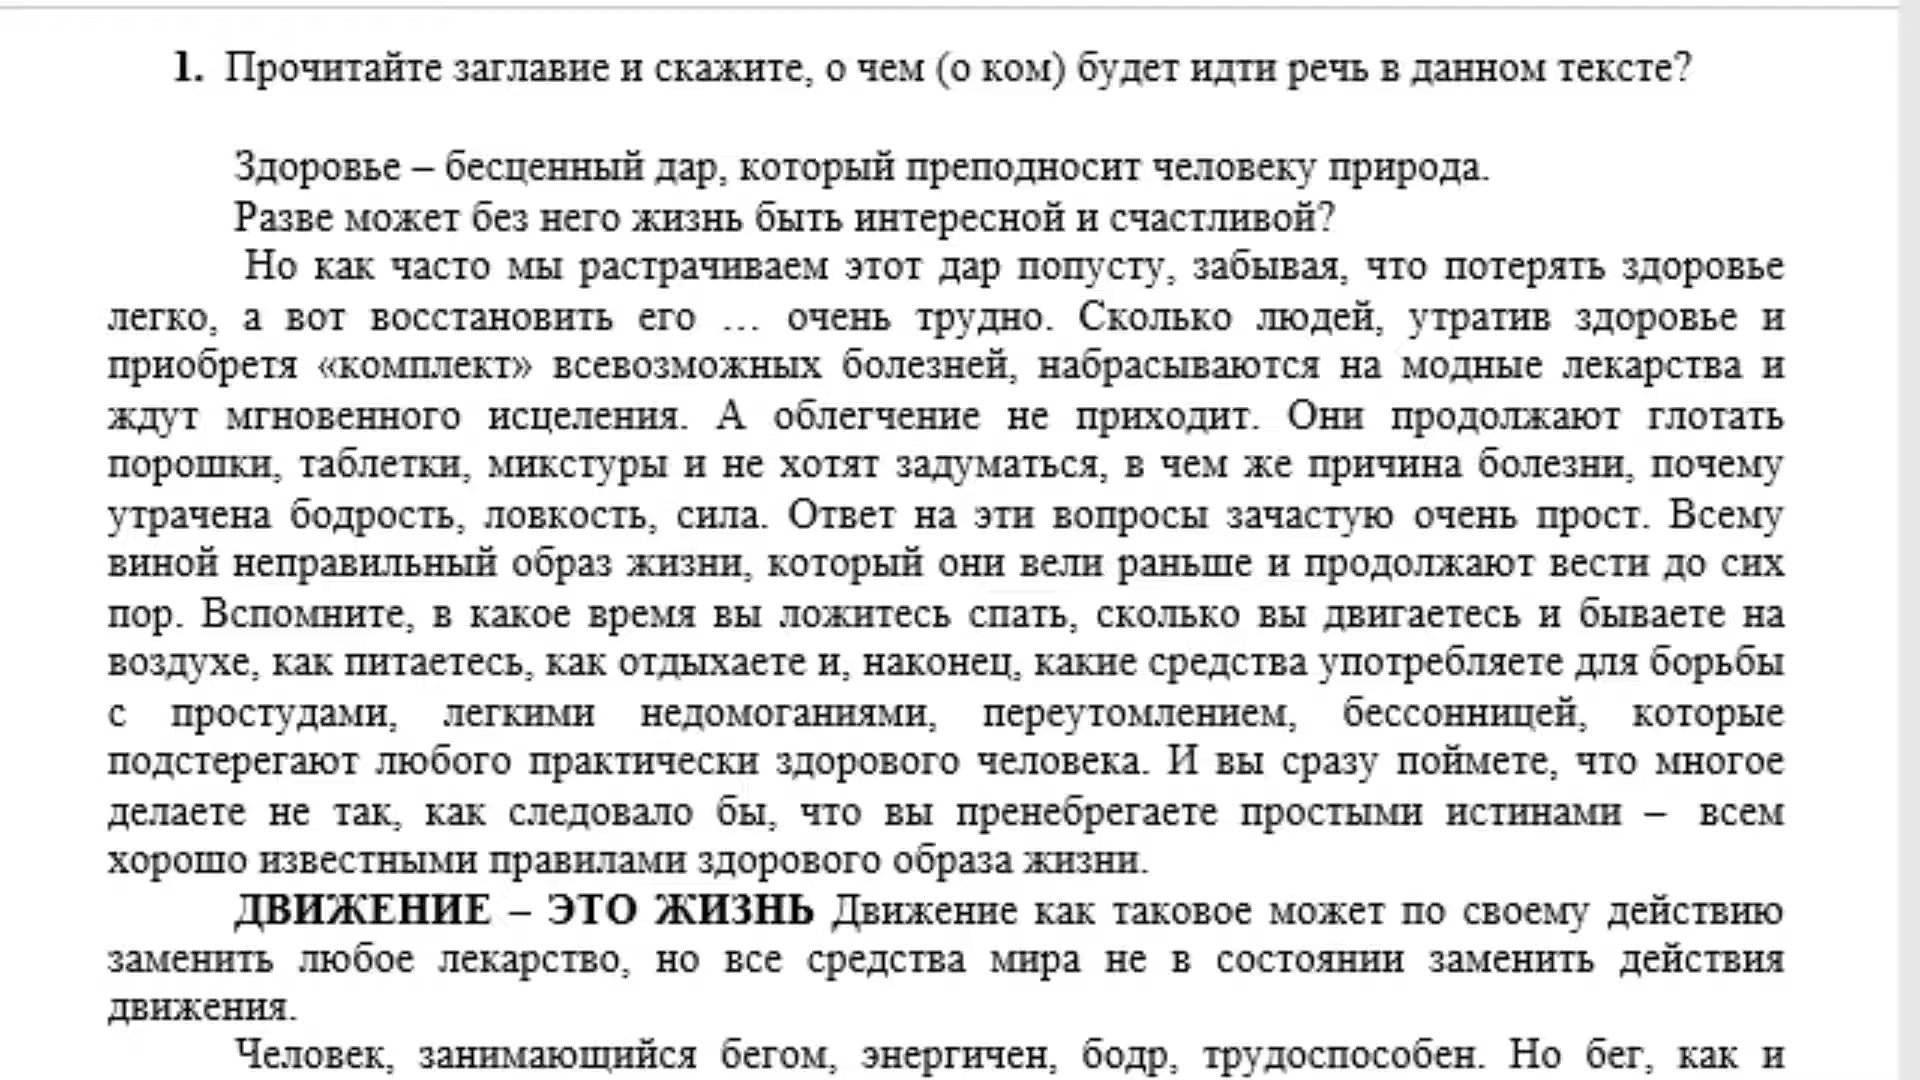 1. Прочитайте заглавие и скажите, о чем (о ком) будет идти речь в данном тексте?
Здоровье – бесценный дар, который преподносит человеку природа.
Разве может без него жизнь быть интересной и счастливой?
Но как часто мы растрачиваем этот дар попусту, забывая, что потерять здоровье
легко, а вот восстановить его … очень трудно. Сколько людей, утратив здоровье и
приобретя «комплект» всевозможных болезней, набрасываются на модные лекарства и
ждут мгновенного исцеления. А облегчение не приходит. Они продолжают глотать
порошки, таблетки, микстуры и не хотят задуматься, в чем же причина болезни, почему
утрачена бодрость, ловкость, сила. Ответ на эти вопросы зачастую очень прост. Всему
виной неправильный образ жизни, который они вели раньше и продолжают вести до сих
пор. Вспомните, в какое время вы ложитесь спать, сколько вы двигаетесь и бываете на
воздухе, как питаетесь, как отдыхаете и, наконец, какие средства употребляете для борьбы
с простудами, легкими недомоганиями, переутомлением, бессонницей, которые
подстерегают любого практически здорового человека. И вы сразу поймете, что многое
делаете не так, как следовало бы, что вы пренебрегаете простыми истинами – всем
хорошо известными правилами здорового образа жизни.
ДВИЖЕНИЕ – ЭТО ЖИЗНЬ Движение как таковое может по своему действию
заменить любое лекарство, но все средства мира не в состоянии заменить действия
движения.
Человек, занимающийся бегом, энергичен, бодр, трудоспособен. Но бег, как и